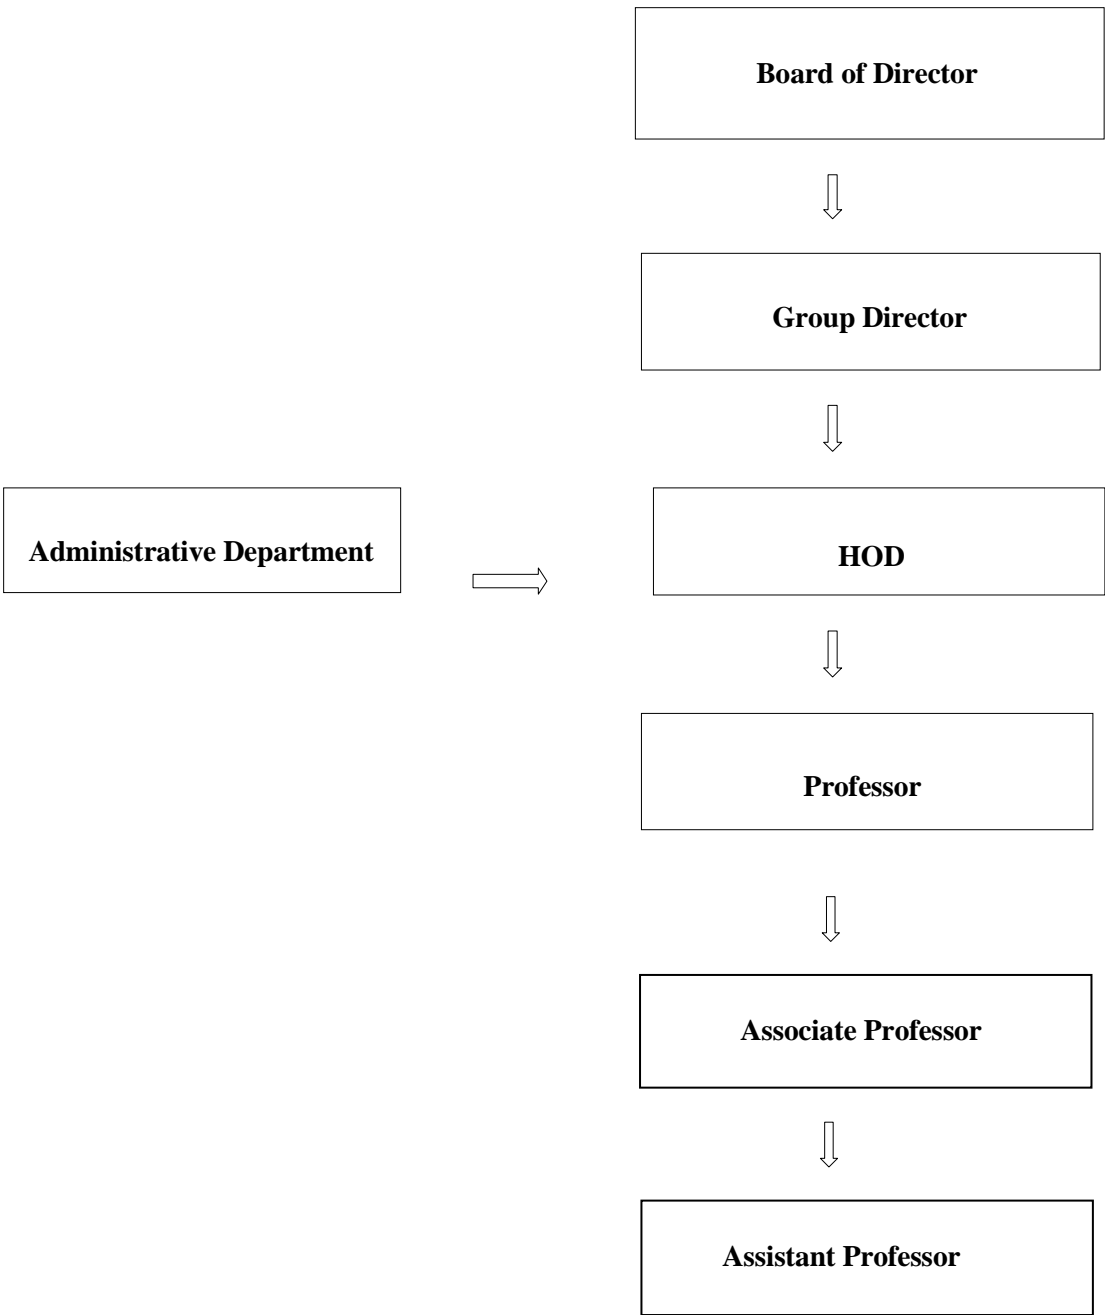 Board of Director
Group Director
Administrative Department
HOD
Professor
Associate Professor
Assistant Professor